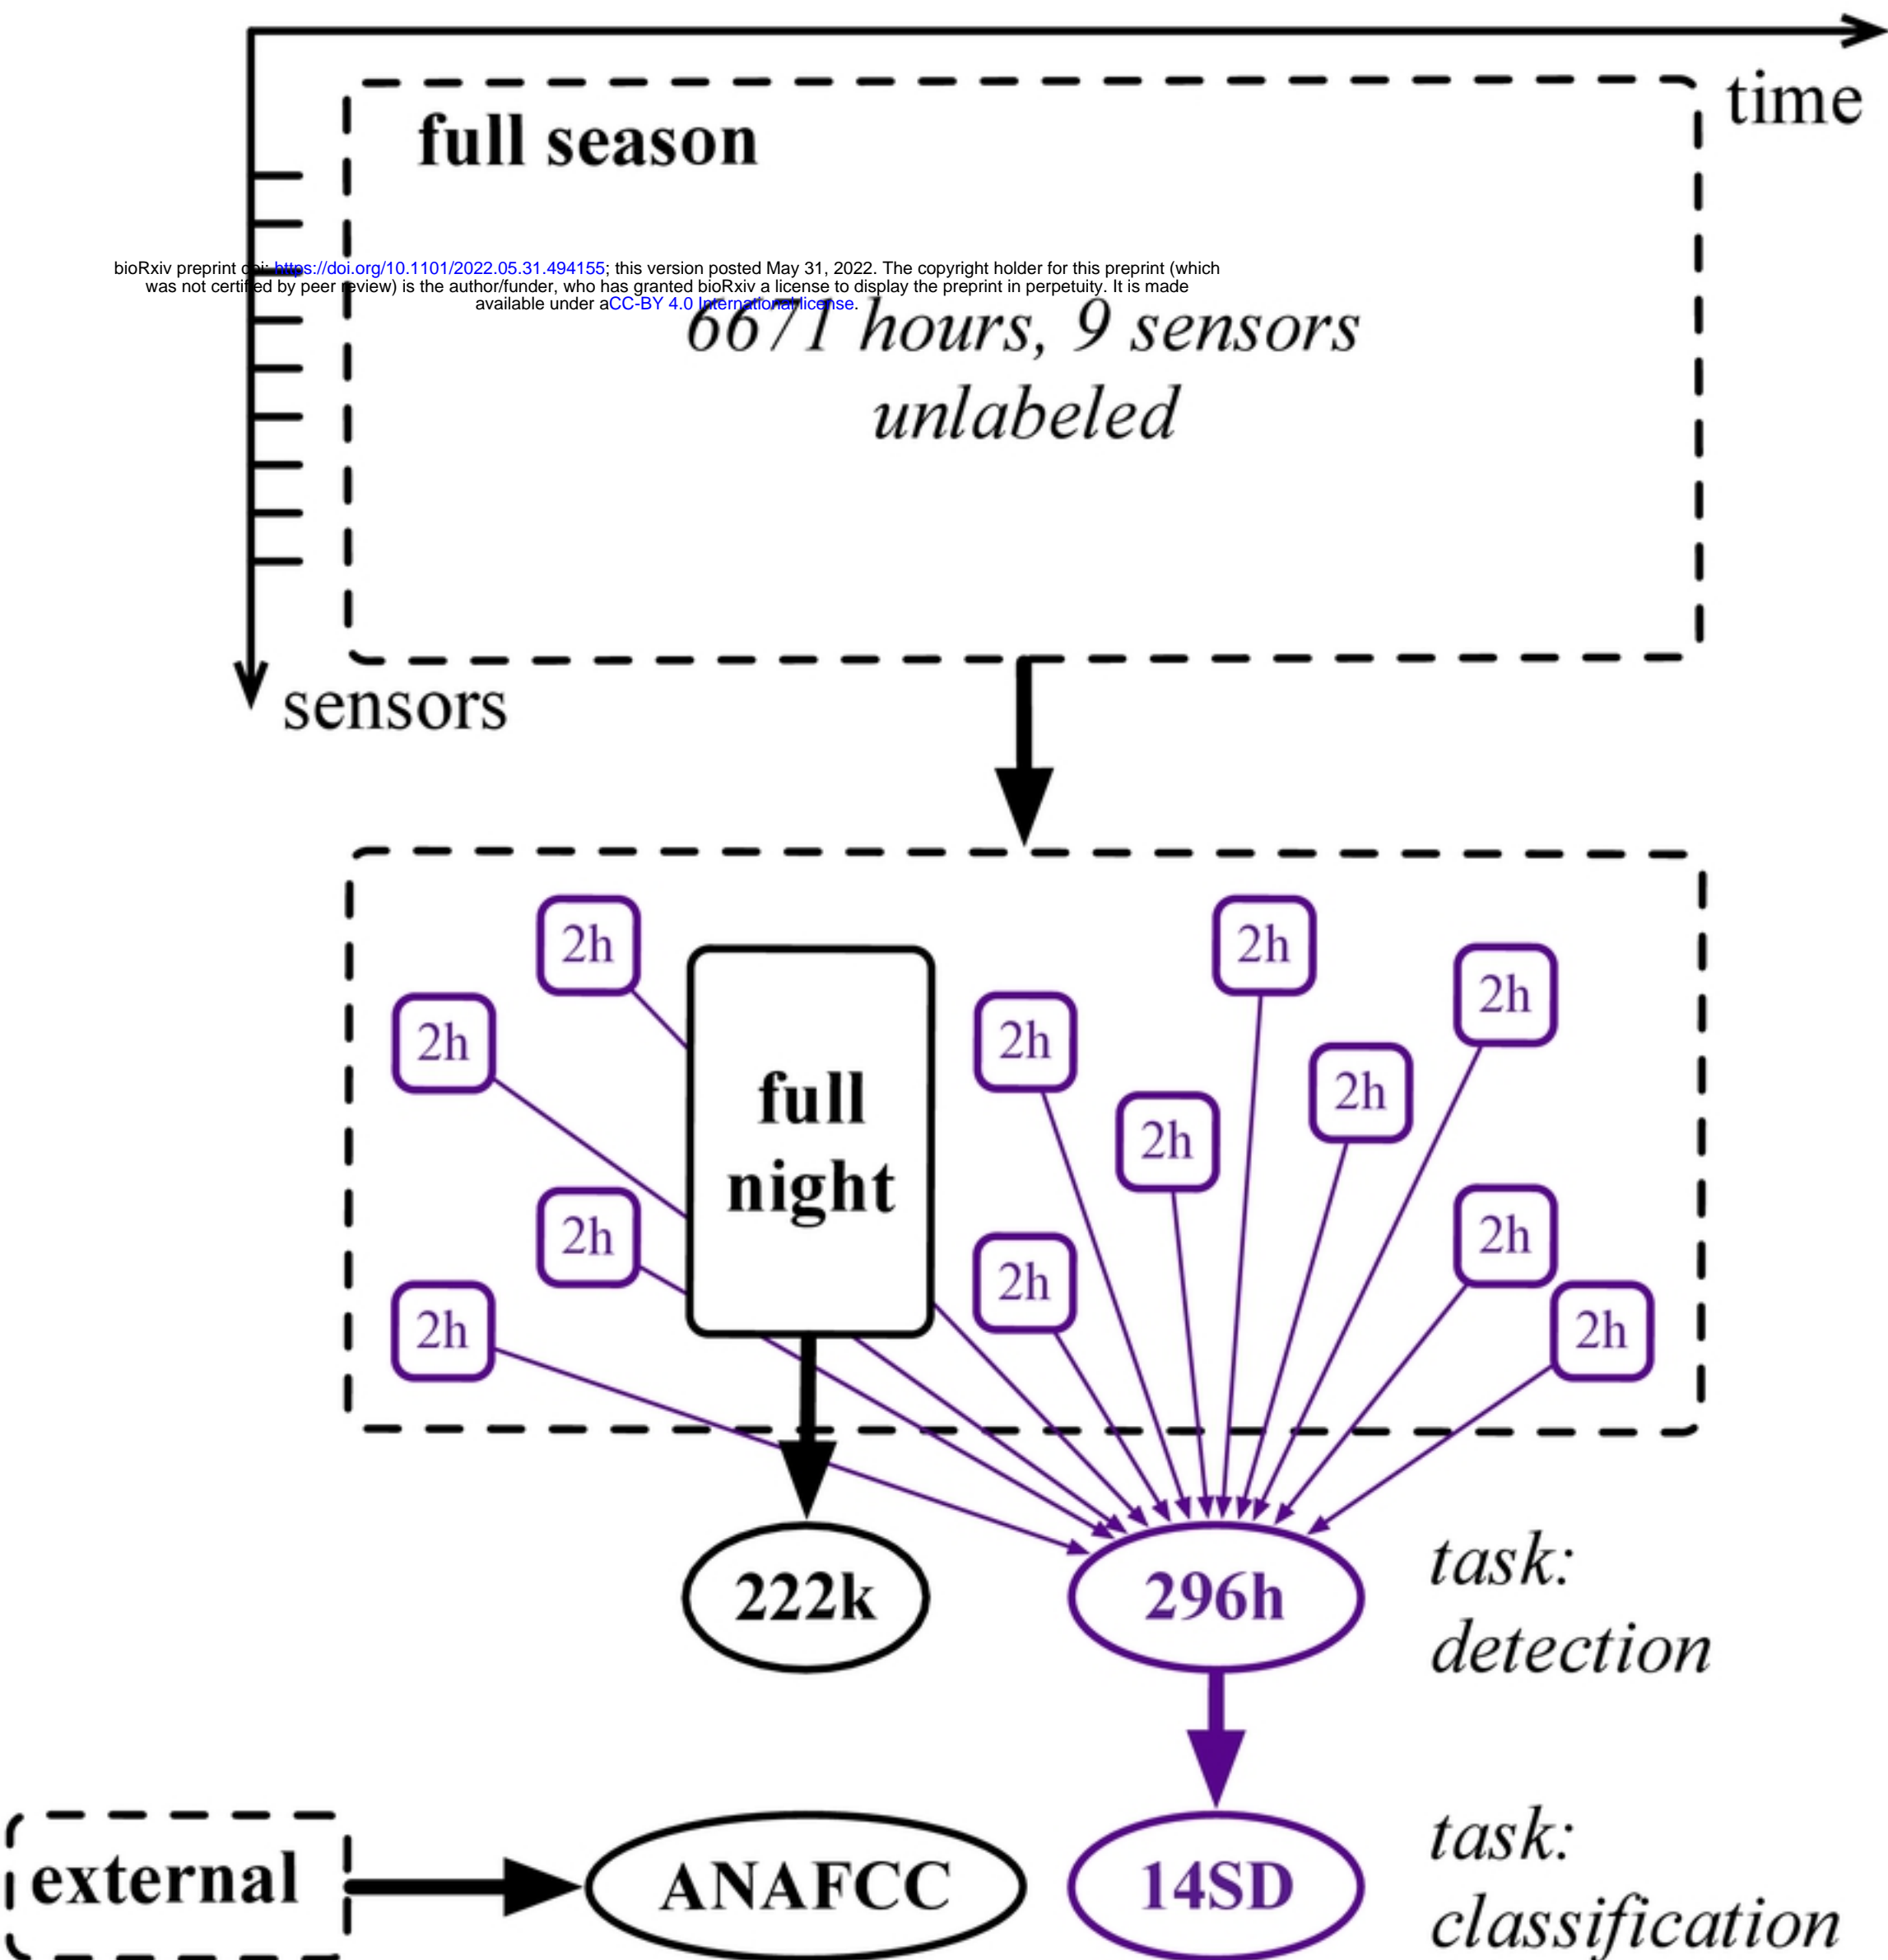 time
full season
bioRxiv preprint doi: https://doi.org/10.1101/2022.05.31.494155; this version posted May 31, 2022. The copyright holder for this preprint (which
was not certified by peer review) is the author/funder, who has granted bioRxiv a license to display the preprint in perpetuity. It is made
available under aCC-BY 4.0 International license.
6671 hours, 9 sensors
unlabeled
sensors
2h
2h
2h
2h
2h
full
night
2h
2h
2h
2h
2h
2h
2h
222k
296h
task:
detection
external
ANAFCC
14SD
task:
classification